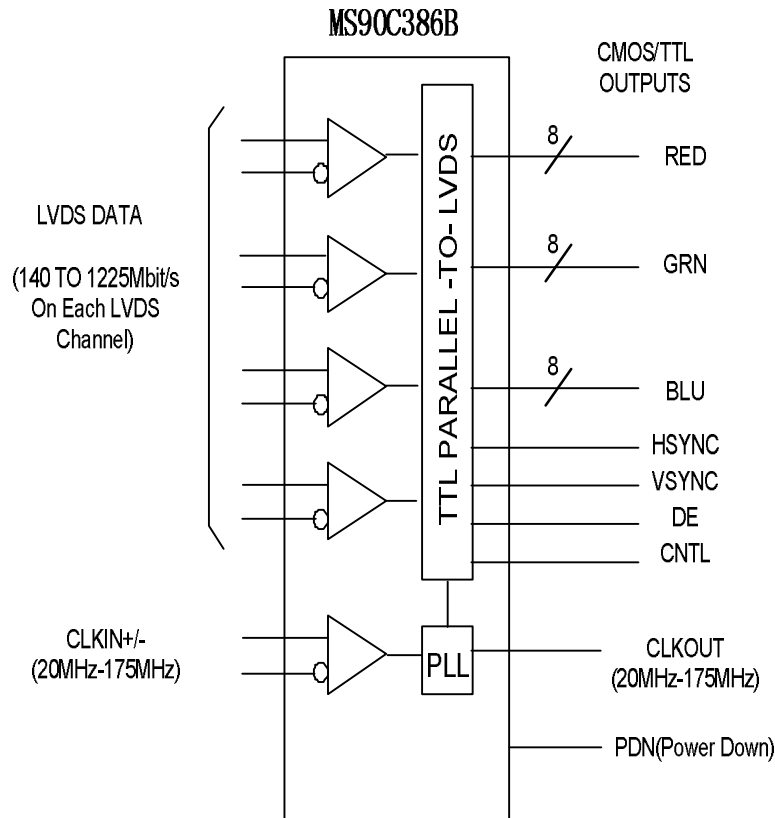 MS90C386B
CMOS/TTL
OUTPUTS
LVDS DATA
(140 TO 1225Mbit/s
On Each LVDS
Channel)
TTL PARALLEL -TO- LVDS
8
RED
8
GRN
8
BLU
HSYNC
VSYNC
DE
CNTL
CLKIN+/-
(20MHz-175MHz)
PLL
CLKOUT
(20MHz-175MHz)
PDN(Power Down)